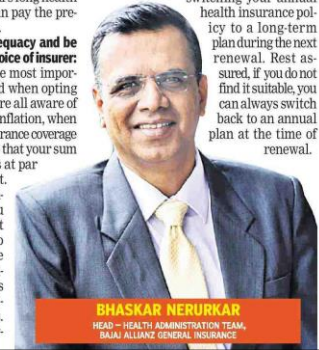 n pay the pre-
equacy and be
oice of insurer:
e most impor-
d when opting
re all aware of
nflation, when
rance coverage
that your sum
s at par
t.
switching your annual
health insurance pol-
icy to a long-term
plan during the next
renewal. Rest as-
sured, if you do not
find it suitable, you
can always switch
back to an annual
plan at the time of
renewal.
BHASKAR NERURKAR
HEAD – HEALTH ADMINISTRATION TEAM,
BAJAJ ALLIANZ GENERAL INSURANCE